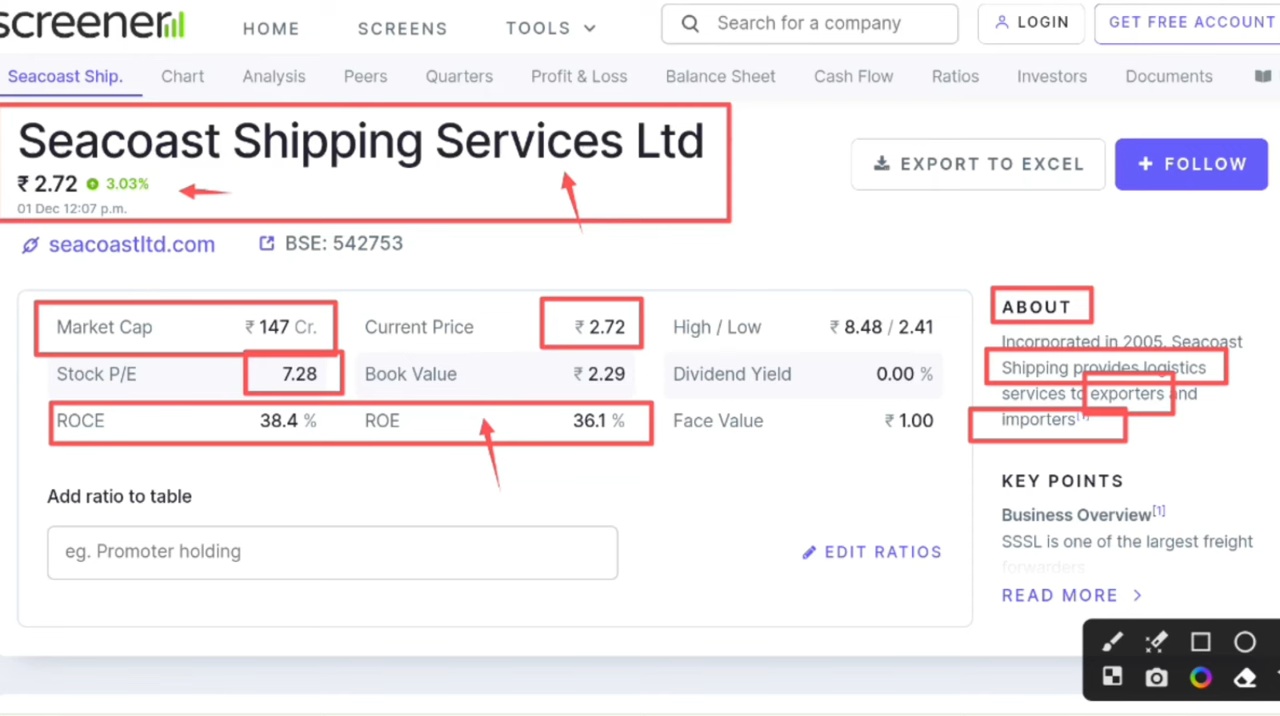 screener
HOME SCREENS TOOLS
Search for a company
LOGIN
GET FREE ACCOUNT
Seacoast Ship. Chart Analysis Peers Quarters Profit & Loss Balance Sheet Cash Flow Ratios Investors Documents
Seacoast Shipping Services Ltd
₹ 2.72 3.03%
01 Dec 12:07 p.m.
EXPORT TO EXCEL
+ FOLLOW
seacoastltd.com BSE: 542753
Market Cap ₹ 147 Cr. Current Price ₹ 2.72 High / Low ₹ 8.48 / 2.41
Stock P/E 7.28 Book Value ₹ 2.29 Dividend Yield 0.00 %
ROCE 38.4 % ROE 36.1 % Face Value ₹ 1.00
Add ratio to table
eg. Promoter holding
EDIT RATIOS
ABOUT
Incorporated in 2005, Seacoast
Shipping provides logistics
services to exporters and
importers[1]
KEY POINTS
Business Overview[1]
SSSL is one of the largest freight
forwarders
READ MORE